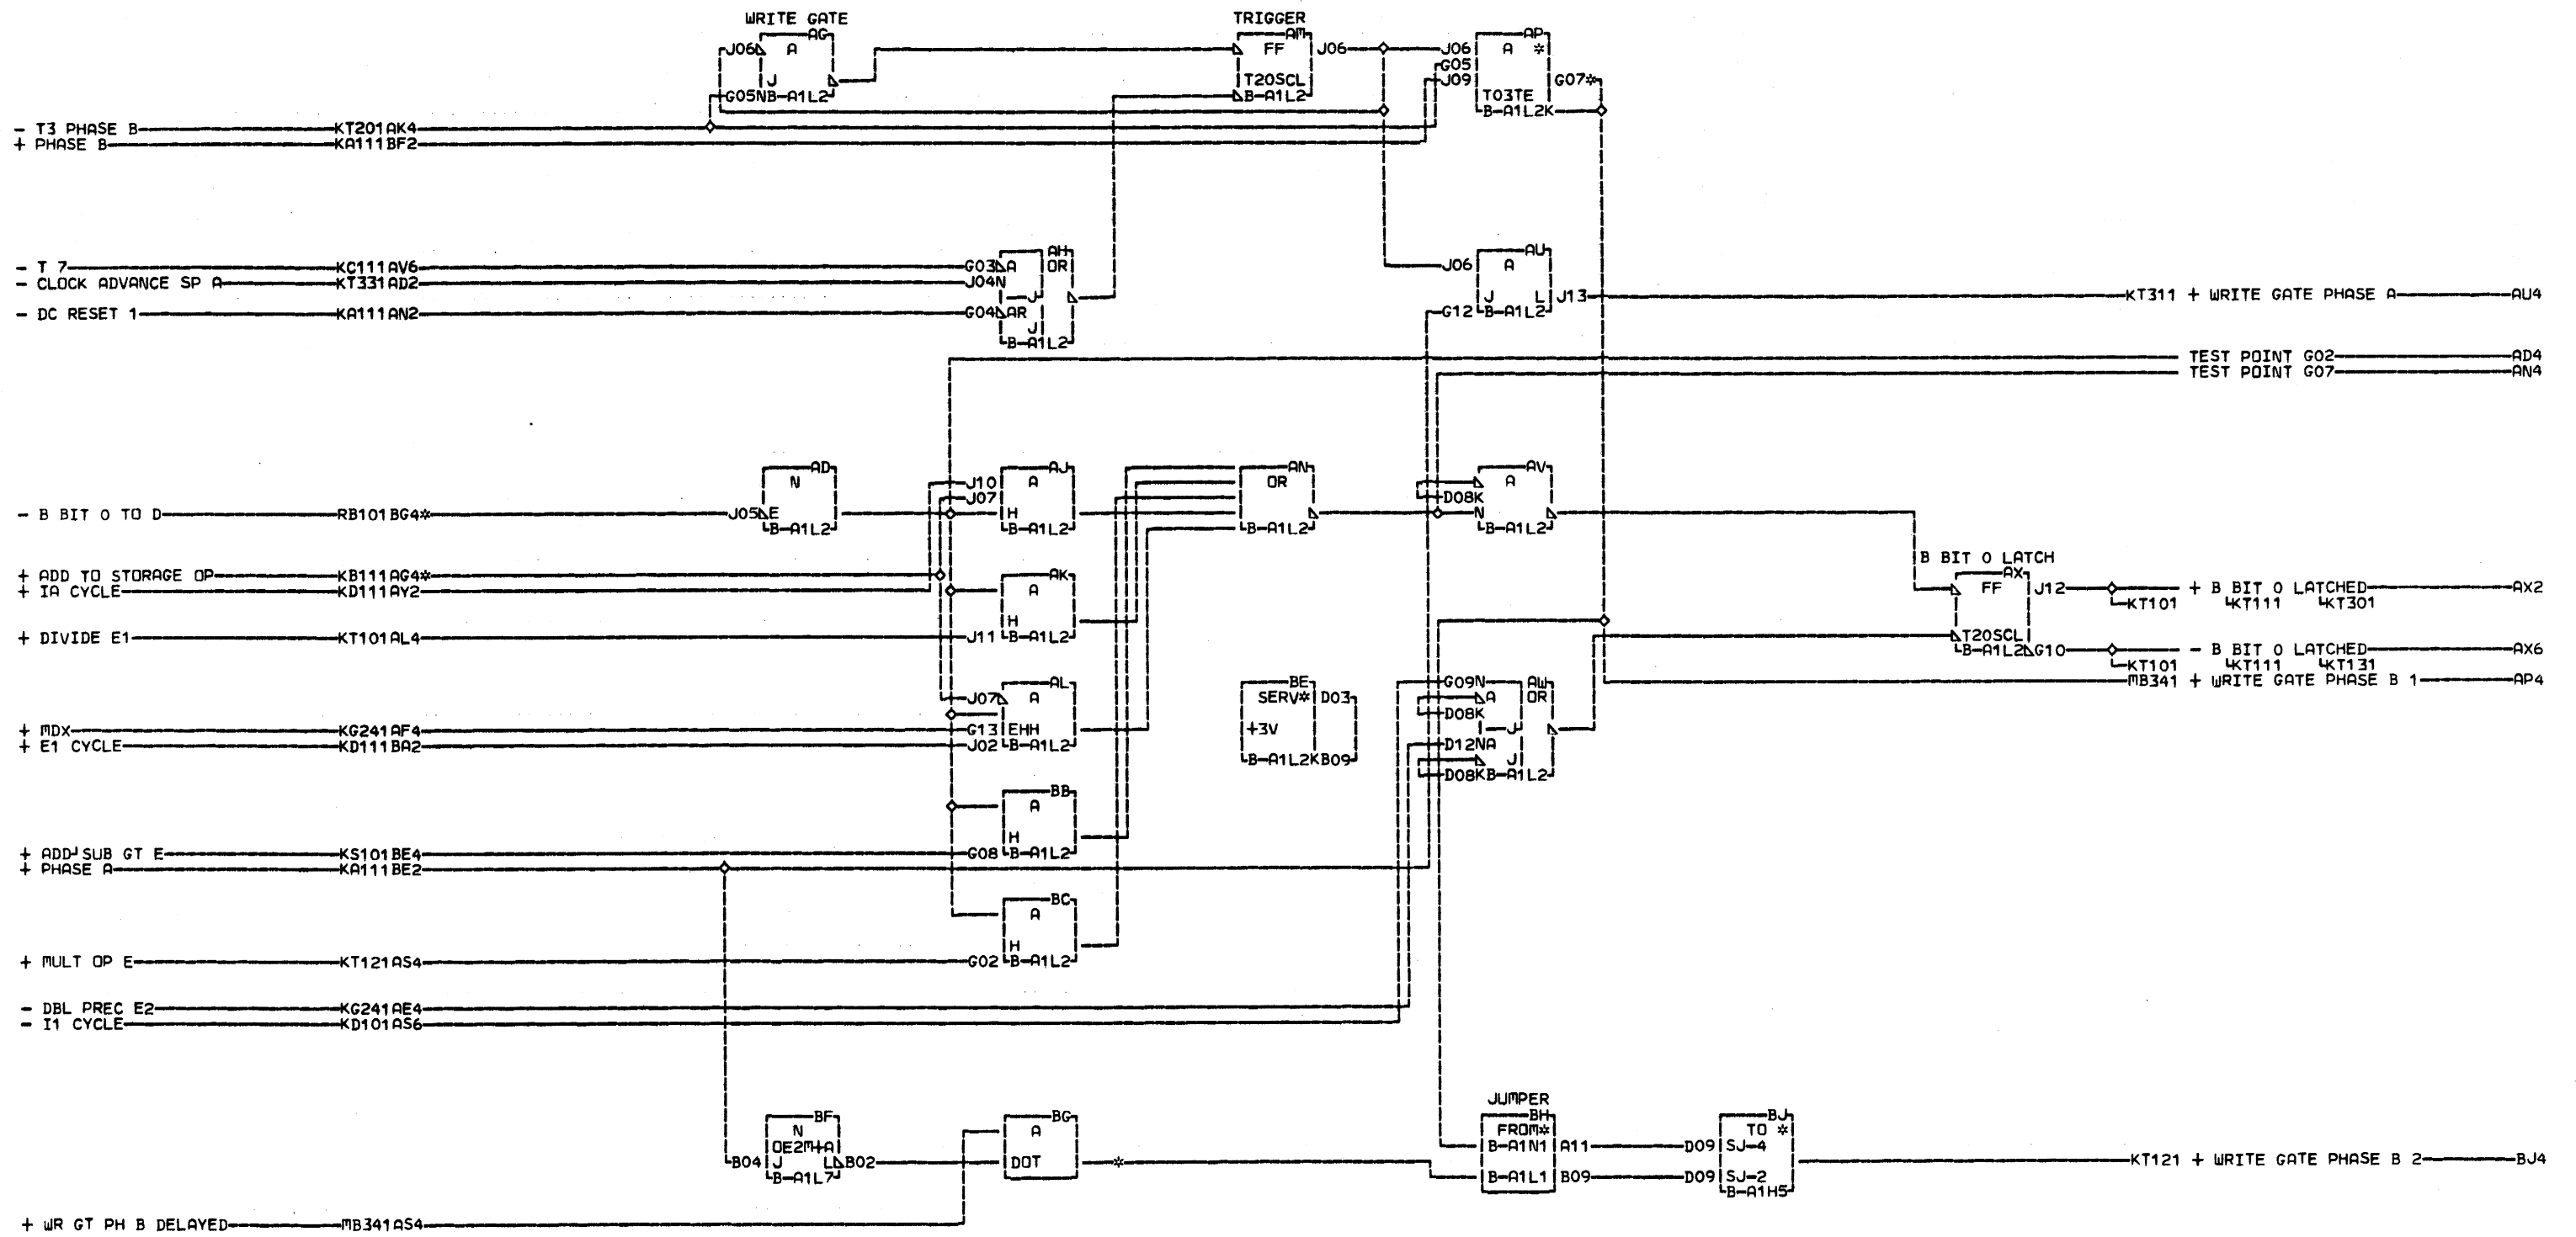 WRITE GATE TRIGGER
AG AM AP
J06 A FF J06 J06 A *
G05
J T20SCL J09 G07*
G05NB-A1L2 B-A1L2 T03TE
B-A1L2K
- T3 PHASE B KT201AK4
+ PHASE B KA111BF2
AH AU
- T 7 KC111AV6 G03 A OR J06 A
- CLOCK ADVANCE SP A KT331AD2 J04N
J J L J13 KT311 + WRITE GATE PHASE A AU4
- DC RESET 1 KA111AN2 G04 AR G12 B-A1L2
J
B-A1L2
TEST POINT G02 AD4
TEST POINT G07 AN4
AD AJ AN AV
N J10 A OR A
J07 D08K
- B BIT 0 TO D RB101BG4* J05 E H N
B-A1L2 B-A1L2 B-A1L2 B-A1L2
B BIT 0 LATCH
+ ADD TO STORAGE OP KB111AG4* AK AX
+ IA CYCLE KD111AY2 A FF J12 + B BIT 0 LATCHED AX2
KT101 KT111 KT301
H
+ DIVIDE E1 KT101AL4 J11 B-A1L2 T20SCL
B-A1L2 G10 - B BIT 0 LATCHED AX6
KT101 KT111 KT131
AL BE G09N AW MB341 + WRITE GATE PHASE B 1 AP4
J07 A SERV* D03 A OR
D08K
+ MDX KG241AF4 G13 EHH +3V J
+ E1 CYCLE KD111BA2 J02 B-A1L2 D12NA
B-A1L2KB09 J
D08KB-A1L2
BB
A
H
+ ADD SUB GT E KS101BE4 G08 B-A1L2
+ PHASE A KA111BE2
BC
A
H
+ MULT OP E KT121AS4 G02 B-A1L2
- DBL PREC E2 KG241AE4
- I1 CYCLE KD101AS6
JUMPER
BF BG BH BJ
N A FROM* TO *
OE2M+A B-A1N1 A11 D09 SJ-4
B04 J L B02 DOT * KT121 + WRITE GATE PHASE B 2 BJ4
B-A1L7 B-A1L1 B09 D09 SJ-2
B-A1H5
+ WR GT PH B DELAYED MB341AS4